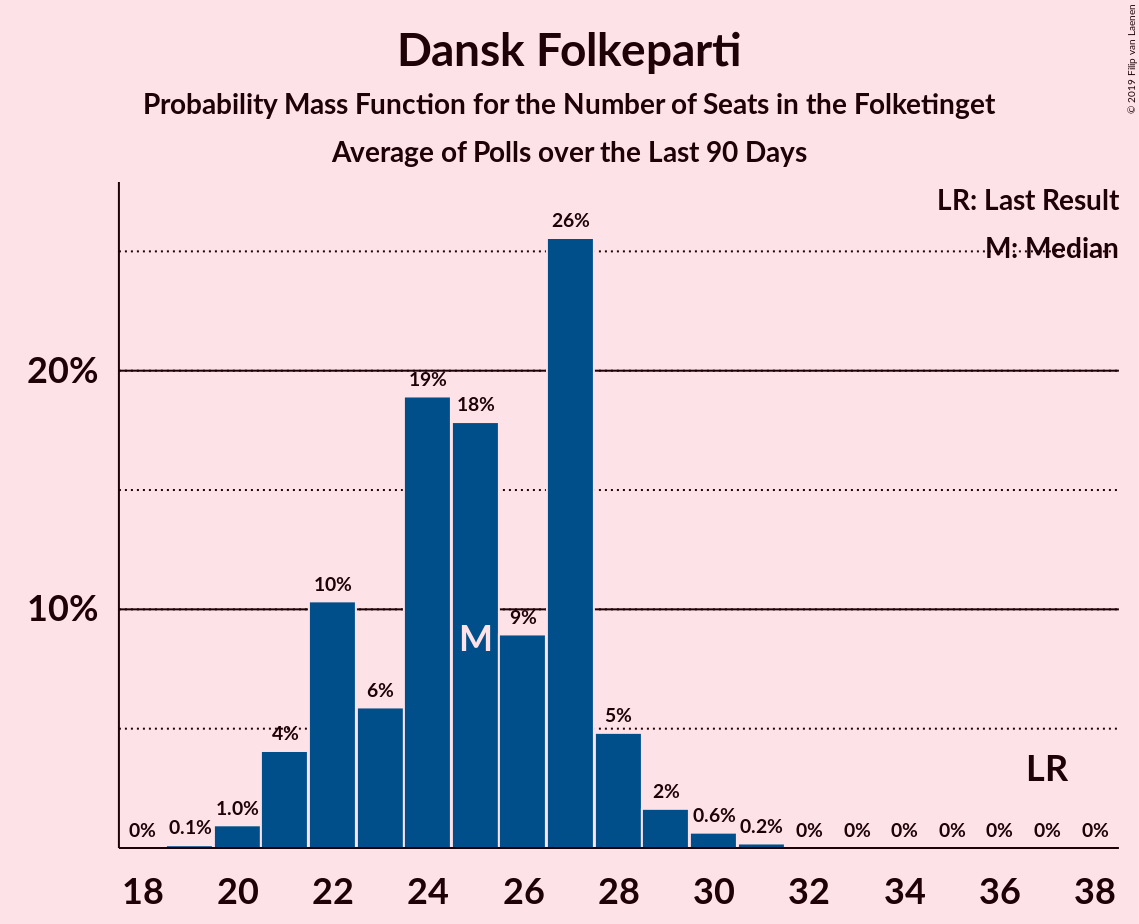 Dansk Folkeparti
Probability Mass Function for the Number of Seats in the Folketinget
Average of Polls over the Last 90 Days
© 2019 Filip van Laenen
LR: Last Result
M: Median
26%
20%
19%
18%
10%
10%
9%
M
6%
5%
4%
LR
2%
1.0%
0.6%
0% 0.1% 0.2% 0% 0% 0% 0% 0% 0% 0%
18 20 22 24 26 28 30 32 34 36 38